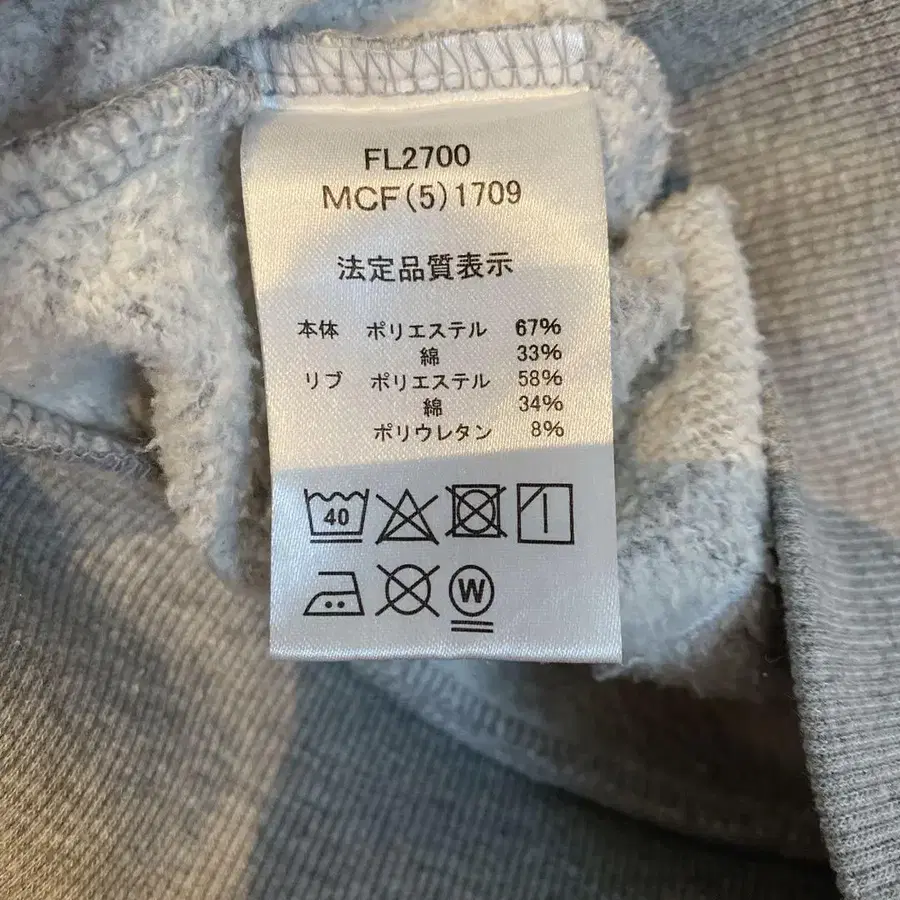 FL2700
MCF(5)1709
法定品質表示
本体 ポリエステル 67%
綿 33%
リブ ポリエステル 58%
綿 34%
ポリウレタン 8%
40
W